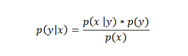 p(y|x) = p(x |y) * p(y) / p(x)